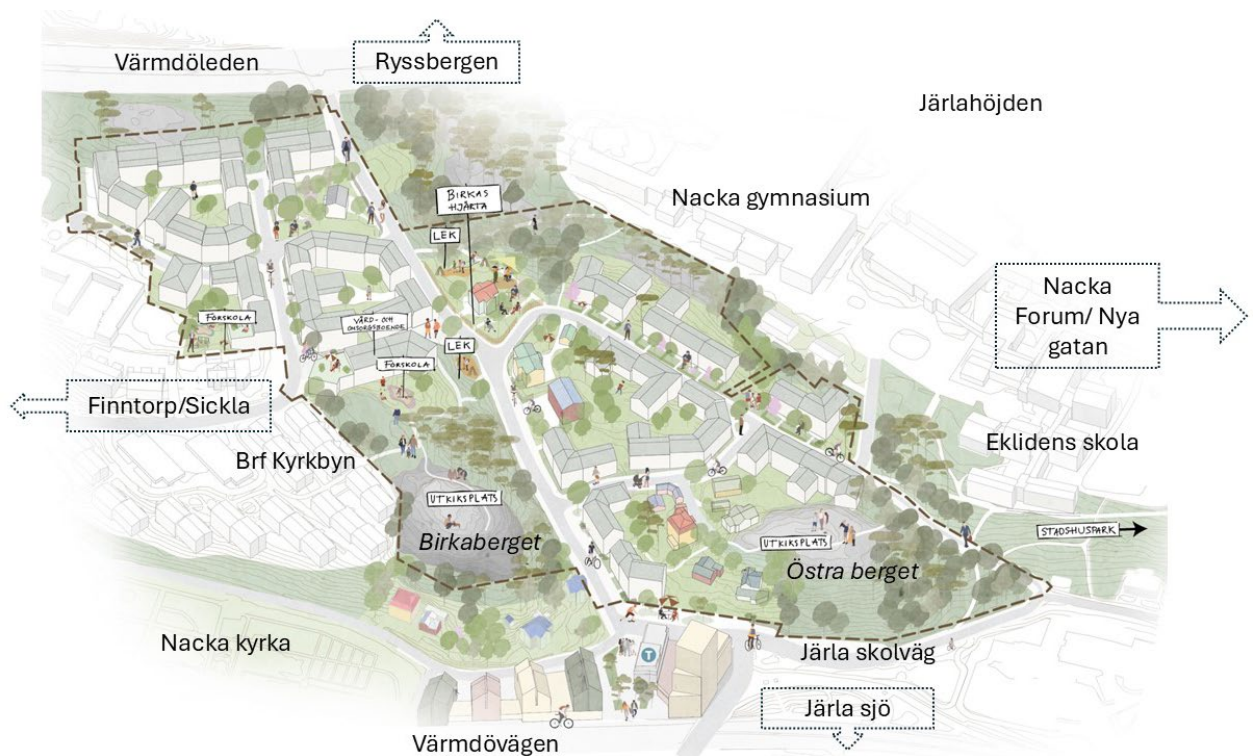 Värmdöleden
Ryssbergen
Järlahöjden
BIRKAS
HJÄRTA
Nacka gymnasium
LEK
Nacka
Forum/ Nya
gatan
FÖRSKOLA
VÅRD- OCH
OMSORGSBOENDE
LEK
FÖRSKOLA
Finntorp/Sickla
Brf Kyrkbyn
Eklidens skola
UTKIKSPLATS
Birkaberget
STADSHUSPARK
UTKIKSPLATS
Östra berget
Nacka kyrka
T
Järla skolväg
Järla sjö
Värmdövägen